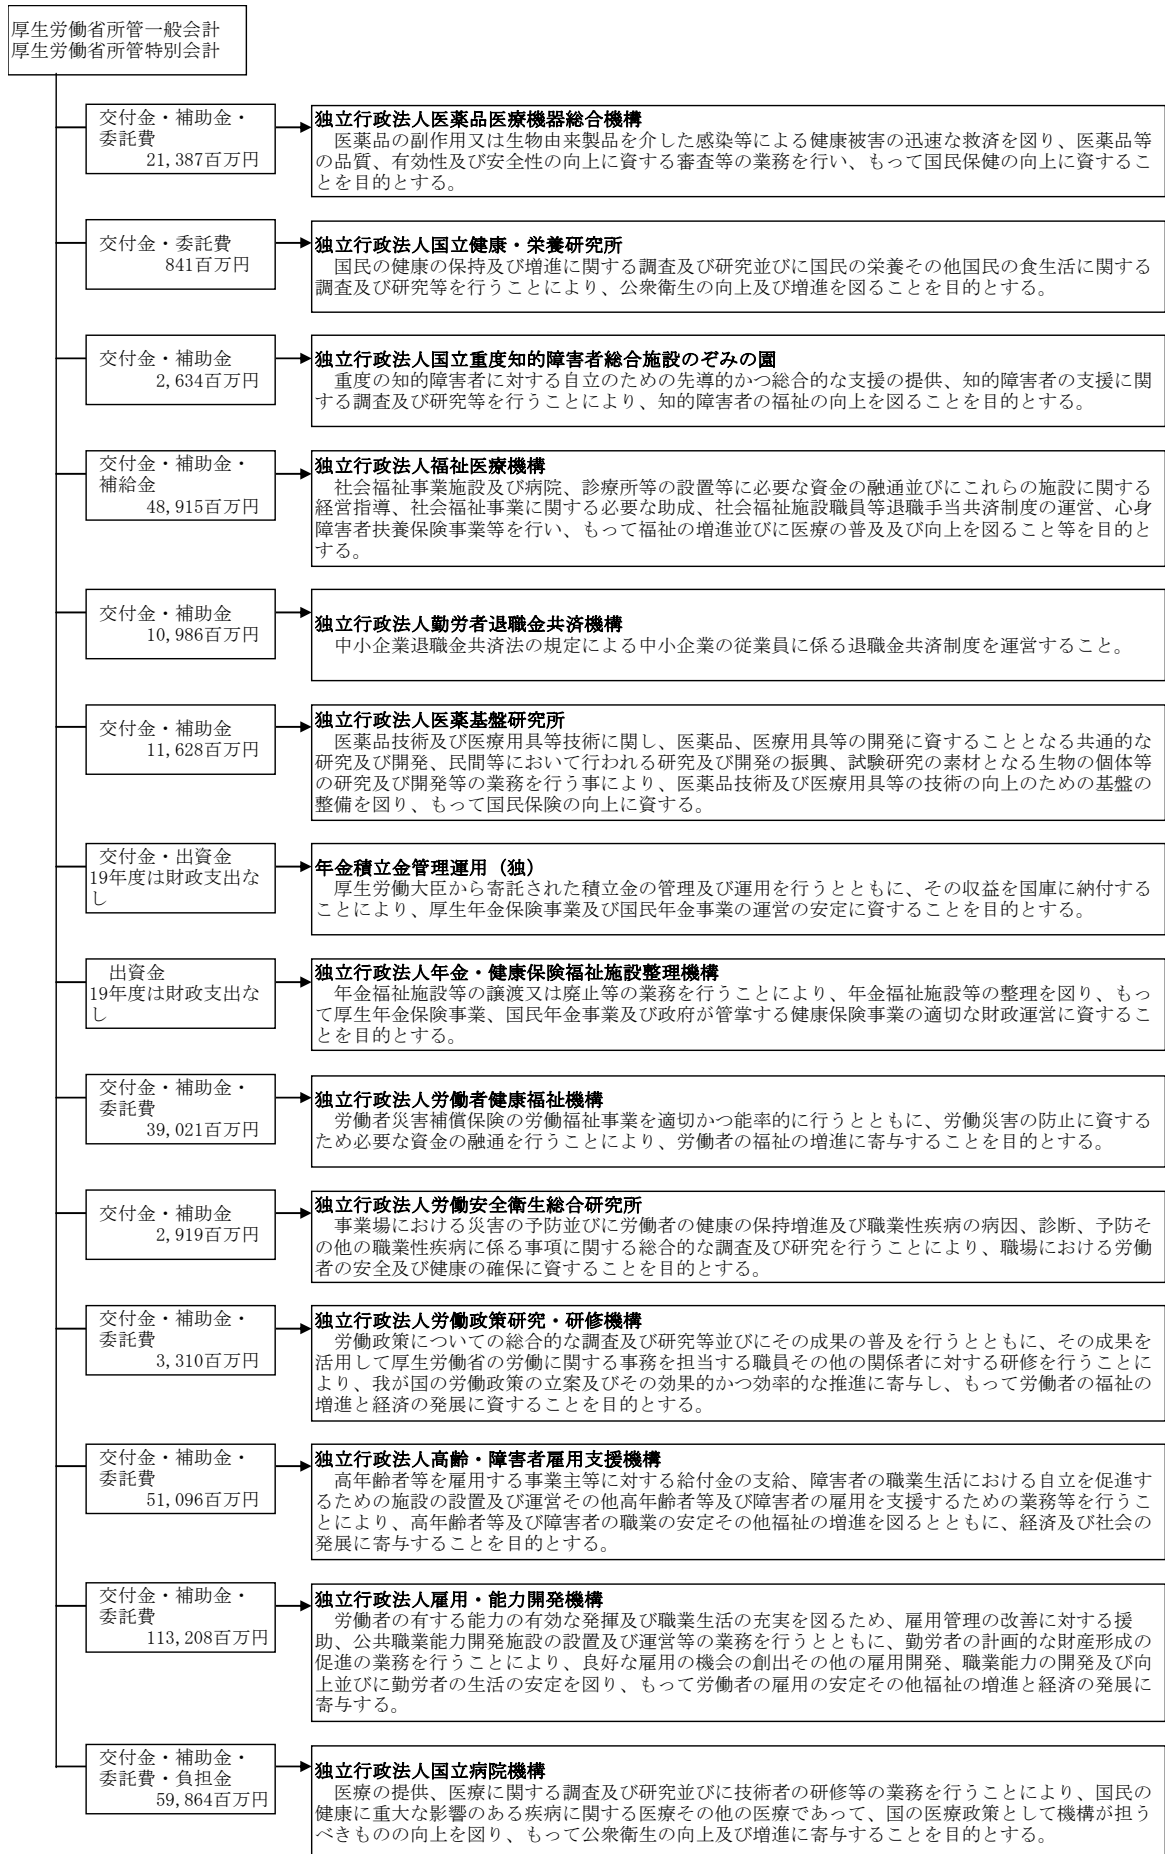 厚生労働省所管一般会計
厚生労働省所管特別会計
交付金・補助金・
委託費
21,387百万円
独立行政法人医薬品医療機器総合機構
医薬品の副作用又は生物由来製品を介した感染等による健康被害の迅速な救済を図り、医薬品等
の品質、有効性及び安全性の向上に資する審査等の業務を行い、もって国民保健の向上に資するこ
とを目的とする。
交付金・委託費
841百万円
独立行政法人国立健康・栄養研究所
国民の健康の保持及び増進に関する調査及び研究並びに国民の栄養その他国民の食生活に関する
調査及び研究等を行うことにより、公衆衛生の向上及び増進を図ることを目的とする。
交付金・補助金
2,634百万円
独立行政法人国立重度知的障害者総合施設のぞみの園
重度の知的障害者に対する自立のための先導的かつ総合的な支援の提供、知的障害者の支援に関
する調査及び研究等を行うことにより、知的障害者の福祉の向上を図ることを目的とする。
交付金・補助金・
補給金
48,915百万円
独立行政法人福祉医療機構
社会福祉事業施設及び病院、診療所等の設置等に必要な資金の融通並びにこれらの施設に関する
経営指導、社会福祉事業に関する必要な助成、社会福祉施設職員等退職手当共済制度の運営、心身
障害者扶養保険事業等を行い、もって福祉の増進並びに医療の普及及び向上を図ること等を目的と
する。
交付金・補助金
10,986百万円
独立行政法人勤労者退職金共済機構
中小企業退職金共済法の規定による中小企業の従業員に係る退職金共済制度を運営すること。
交付金・補助金
11,628百万円
独立行政法人医薬基盤研究所
医薬品技術及び医療用具等技術に関し、医薬品、医療用具等の開発に資することとなる共通的な
研究及び開発、民間等において行われる研究及び開発の振興、試験研究の素材となる生物の個体等
の研究及び開発等の業務を行う事により、医薬品技術及び医療用具等の技術の向上のための基盤の
整備を図り、もって国民保険の向上に資する。
交付金・出資金
19年度は財政支出な
し
年金積立金管理運用（独）
厚生労働大臣から寄託された積立金の管理及び運用を行うとともに、その収益を国庫に納付する
ことにより、厚生年金保険事業及び国民年金事業の運営の安定に資することを目的とする。
出資金
19年度は財政支出な
し
独立行政法人年金・健康保険福祉施設整理機構
年金福祉施設等の譲渡又は廃止等の業務を行うことにより、年金福祉施設等の整理を図り、もっ
て厚生年金保険事業、国民年金事業及び政府が管掌する健康保険事業の適切な財政運営に資するこ
とを目的とする。
交付金・補助金・
委託費
39,021百万円
独立行政法人労働者健康福祉機構
労働者災害補償保険の労働福祉事業を適切かつ能率的に行うとともに、労働災害の防止に資する
ため必要な資金の融通を行うことにより、労働者の福祉の増進に寄与することを目的とする。
交付金・補助金
2,919百万円
独立行政法人労働安全衛生総合研究所
事業場における災害の予防並びに労働者の健康の保持増進及び職業性疾病の病因、診断、予防そ
の他の職業性疾病に係る事項に関する総合的な調査及び研究を行うことにより、職場における労働
者の安全及び健康の確保に資することを目的とする。
交付金・補助金・
委託費
3,310百万円
独立行政法人労働政策研究・研修機構
労働政策についての総合的な調査及び研究等並びにその成果の普及を行うとともに、その成果を
活用して厚生労働省の労働に関する事務を担当する職員その他の関係者に対する研修を行うことに
より、我が国の労働政策の立案及びその効果的かつ効率的な推進に寄与し、もって労働者の福祉の
増進と経済の発展に資することを目的とする。
交付金・補助金・
委託費
51,096百万円
独立行政法人高齢・障害者雇用支援機構
高年齢者等を雇用する事業主等に対する給付金の支給、障害者の職業生活における自立を促進す
るための施設の設置及び運営その他高年齢者等及び障害者の雇用を支援するための業務等を行うこ
とにより、高年齢者等及び障害者の職業の安定その他福祉の増進を図るとともに、経済及び社会の
発展に寄与することを目的とする。
交付金・補助金・
委託費
113,208百万円
独立行政法人雇用・能力開発機構
労働者の有する能力の有効な発揮及び職業生活の充実を図るため、雇用管理の改善に対する援
助、公共職業能力開発施設の設置及び運営等の業務を行うとともに、勤労者の計画的な財産形成の
促進の業務を行うことにより、良好な雇用の機会の創出その他の雇用開発、職業能力の開発及び向
上並びに勤労者の生活の安定を図り、もって労働者の雇用の安定その他福祉の増進と経済の発展に
寄与する。
交付金・補助金・
委託費・負担金
59,864百万円
独立行政法人国立病院機構
医療の提供、医療に関する調査及び研究並びに技術者の研修等の業務を行うことにより、国民の
健康に重大な影響のある疾病に関する医療その他の医療であって、国の医療政策として機構が担う
べきものの向上を図り、もって公衆衛生の向上及び増進に寄与することを目的とする。